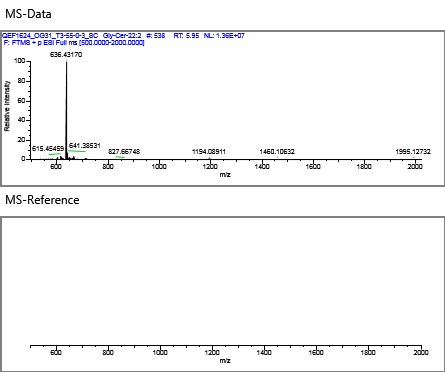 MS-Data
QEF1624_OG31_T3-55-0-3_SC Gly-Cer-22:2 #: 538 RT: 5.95 NL: 1.36E+07
F: FTMS + p ESI Full ms [500.0000-2000.0000]
636.43170
100
80
60
40
20
0
Relative Intensity
615.45459 641.38531 827.66748 1194.08911 1460.10632 1995.12732
600 800 1000 1200 1400 1600 1800 2000
m/z
MS-Reference
600 800 1000 1200 1400 1600 1800 2000
m/z